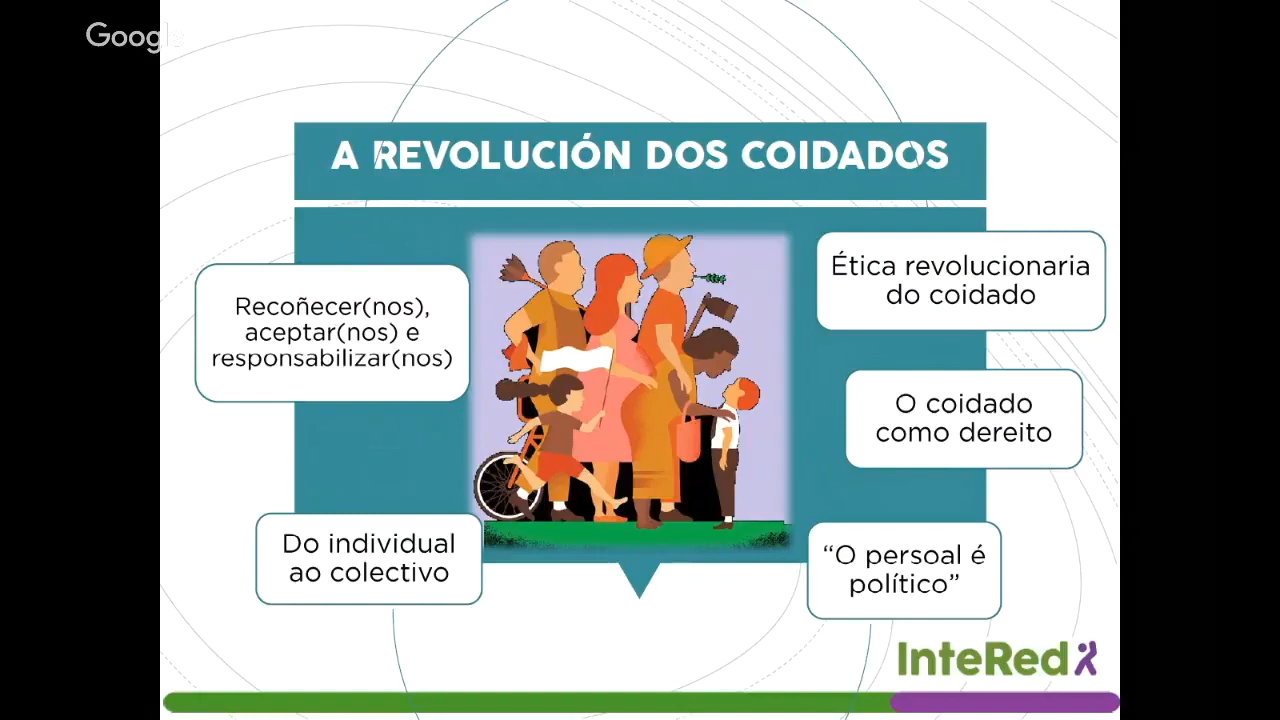 Google
A REVOLUCIÓN DOS COIDADOS
Recoñecer(nos),
aceptar(nos) e
responsabilizar(nos)
Do individual
ao colectivo
Ética revolucionaria
do coidado
O coidado
como dereito
“O persoal é
político”
InteRed